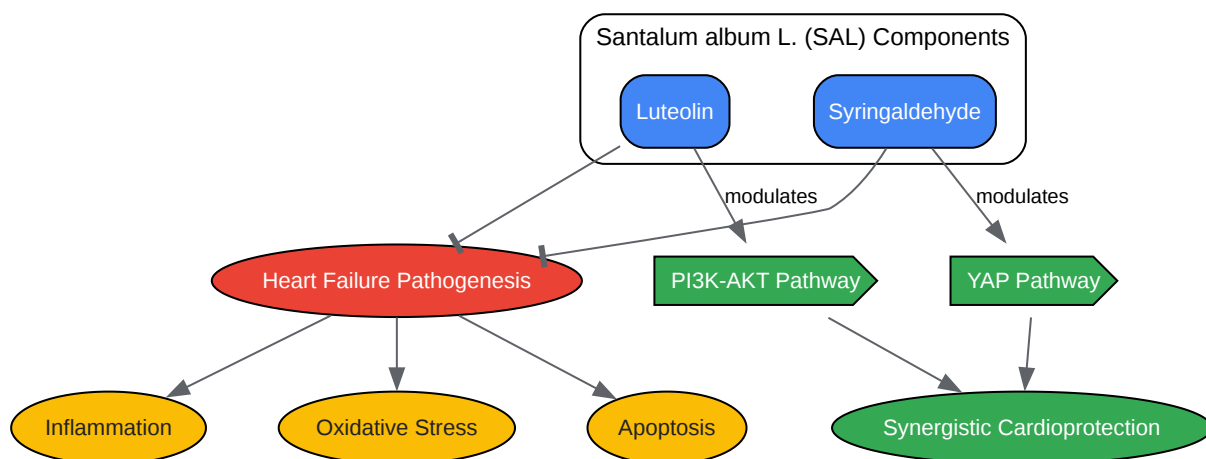 Santalum album L. (SAL) Components
Luteolin
Syringaldehyde
modulates
modulates
Heart Failure Pathogenesis
PI3K-AKT Pathway
YAP Pathway
Inflammation
Oxidative Stress
Apoptosis
Synergistic Cardioprotection